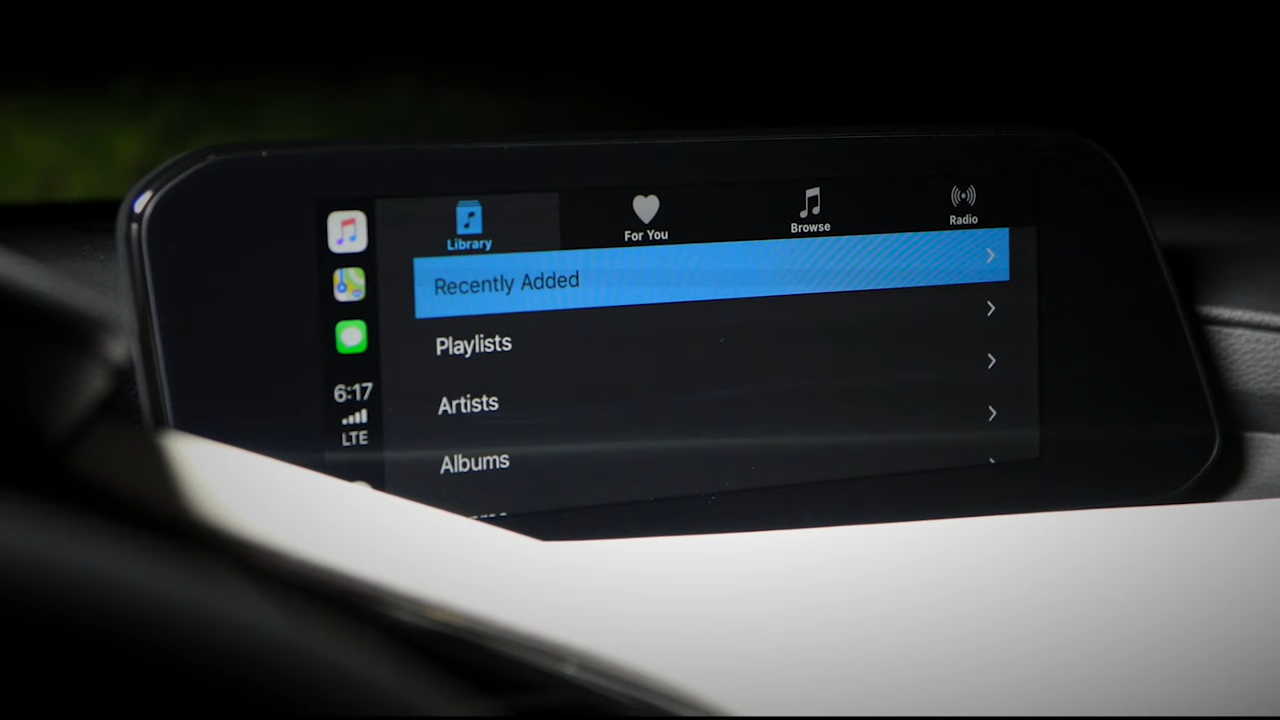 Library
For You
Browse
Radio
Recently Added
Playlists
Artists
Albums
6:17
LTE